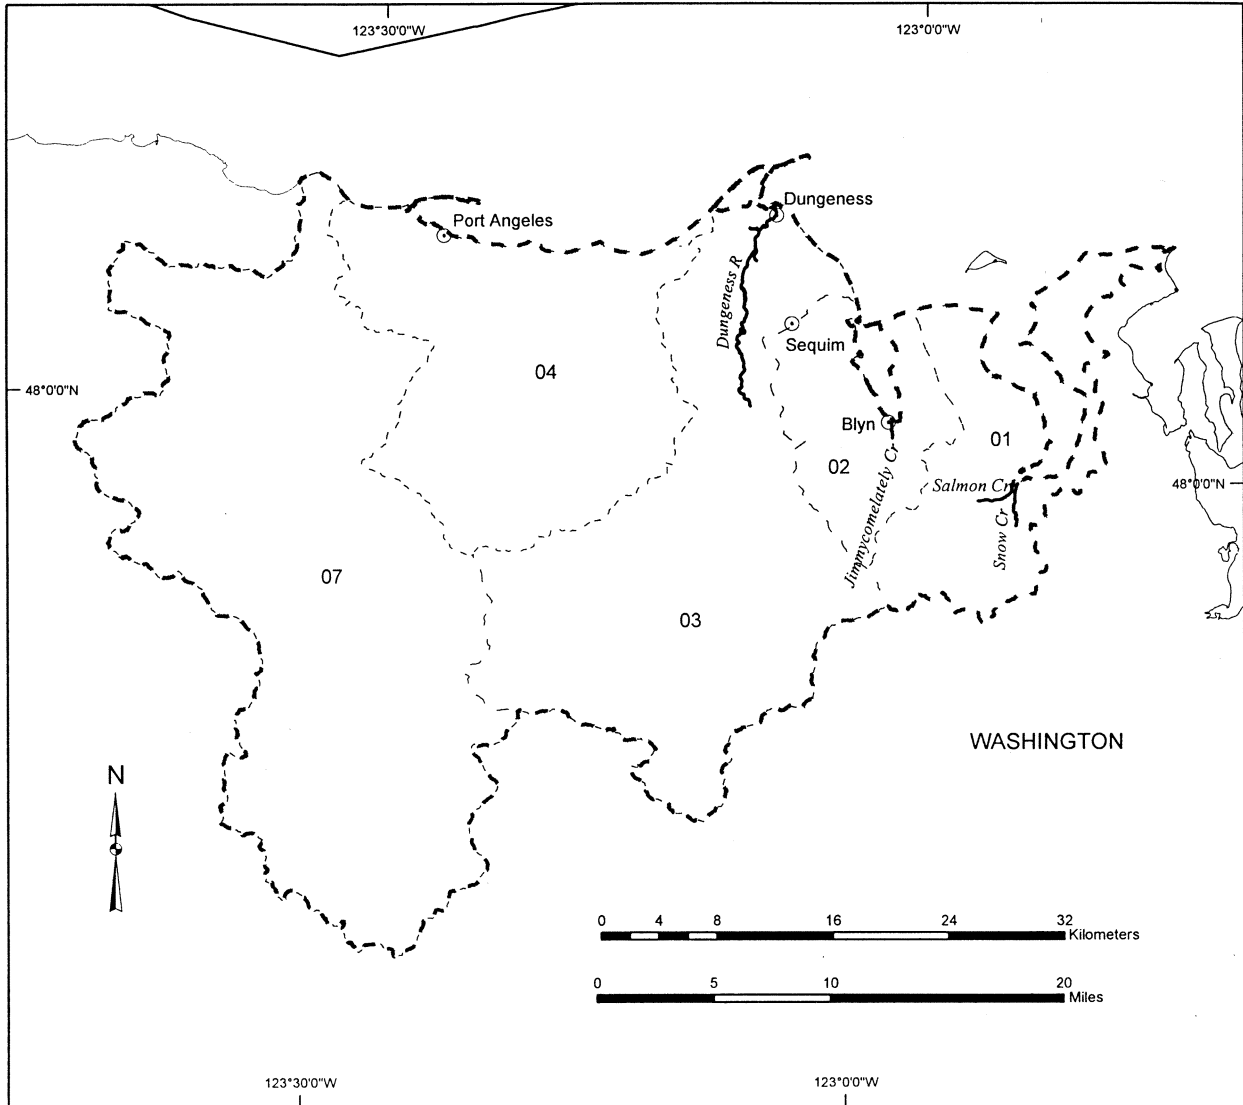 123°30'0"W
123°0'0"W
Dungeness
Port Angeles
Dungeness R
Sequim
04
48°0'0"N
Blyn
01
02
Salmon Cr
48°0'0"N
Jimmycomelately Cr
Snow Cr
07
03
WASHINGTON
N
0 4 8 16 24 32
Kilometers
0 5 10 20
Miles
123°30'0"W
123°0'0"W